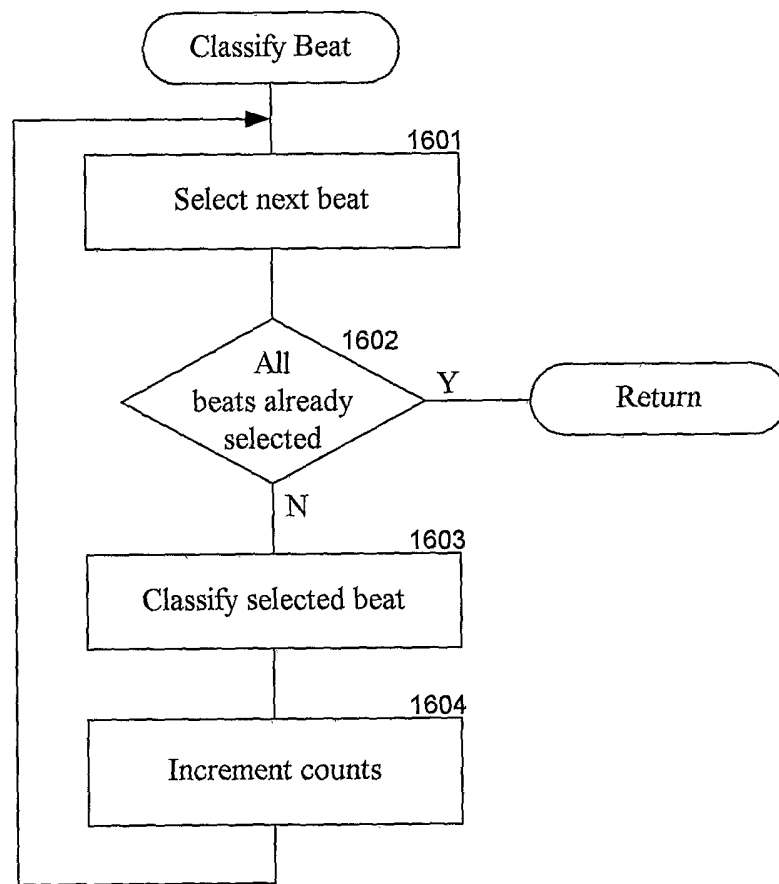 Classify Beat
1601
Select next beat
1602
All
beats already
selected
Y
Return
N
1603
Classify selected beat
1604
Increment counts